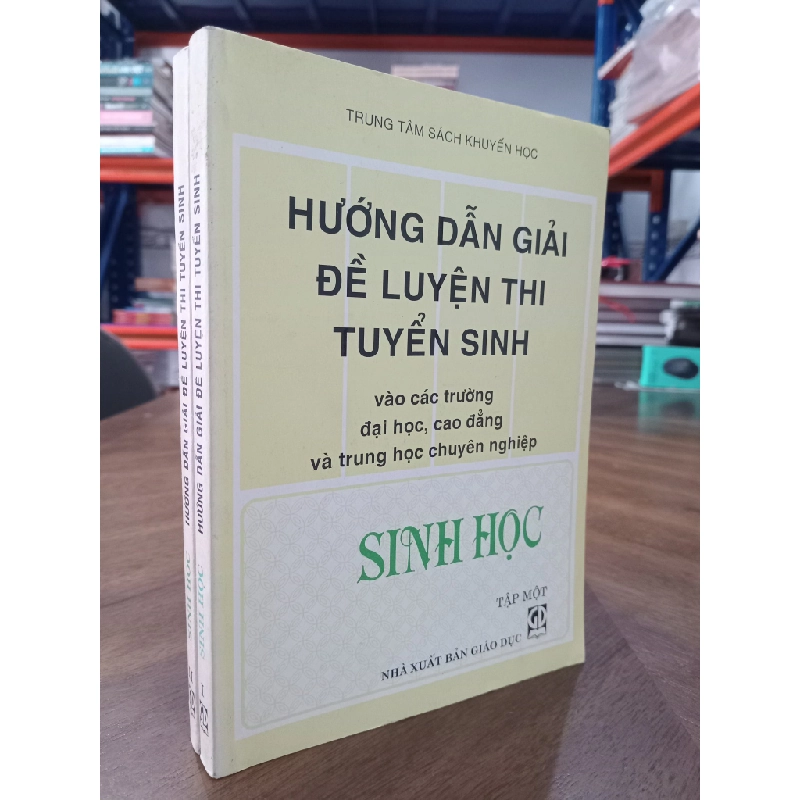 TRUNG TÂM SÁCH KHUYẾN HỌC
HƯỚNG DẪN GIẢI
ĐỀ LUYỆN THI
TUYỂN SINH
vào các trường
đại học, cao đẳng
và trung học chuyên nghiệp
SINH HỌC
TẬP MỘT
GD
NHÀ XUẤT BẢN GIÁO DỤC
HƯỚNG DẪN GIẢI ĐỀ LUYỆN THI TUYỂN SINH
SINH HỌC
HƯỚNG DẪN GIẢI ĐỀ LUYỆN THI TUYỂN SINH
SINH HỌC